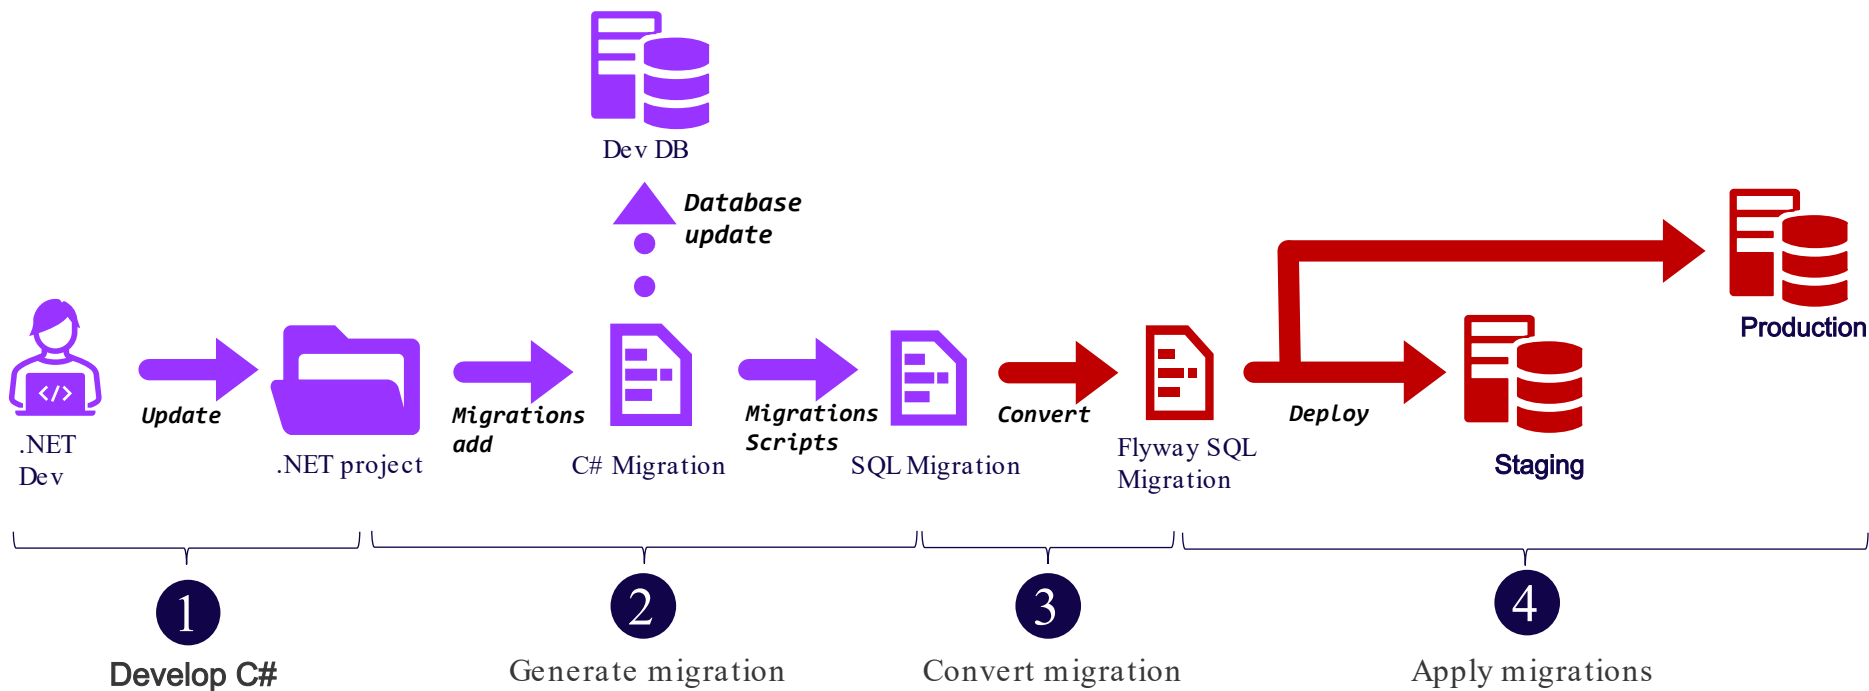 Dev DB
Database
update
Production
</>
Update
Migrations
add
Migrations
Scripts
Convert
Deploy
.NET
Dev
.NET project
C# Migration
SQL Migration
Flyway SQL
Migration
Staging
1
2
3
4
Develop C#
Generate migration
Convert migration
Apply migrations